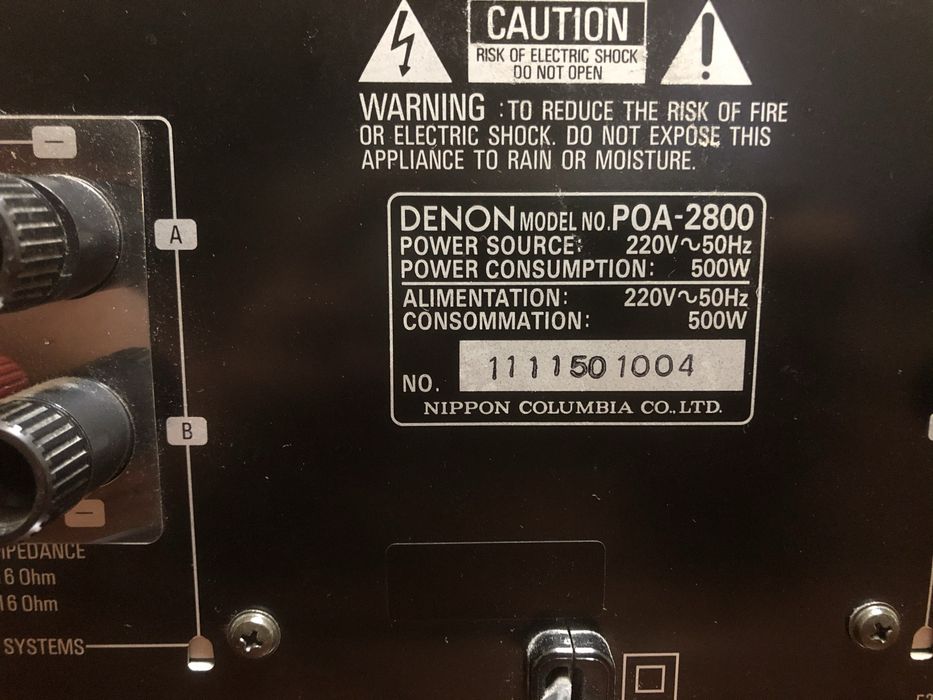 CAUTION
RISK OF ELECTRIC SHOCK
DO NOT OPEN
WARNING : TO REDUCE THE RISK OF FIRE
OR ELECTRIC SHOCK. DO NOT EXPOSE THIS
APPLIANCE TO RAIN OR MOISTURE.
DENON MODEL NO. POA-2800
POWER SOURCE: 220V～50Hz
POWER CONSUMPTION: 500W
ALIMENTATION: 220V～50Hz
CONSOMMATION: 500W
NO. 1111501004
NIPPON COLUMBIA CO., LTD.
A
B
IPEDANCE
6 Ohm
16 Ohm
SYSTEMS